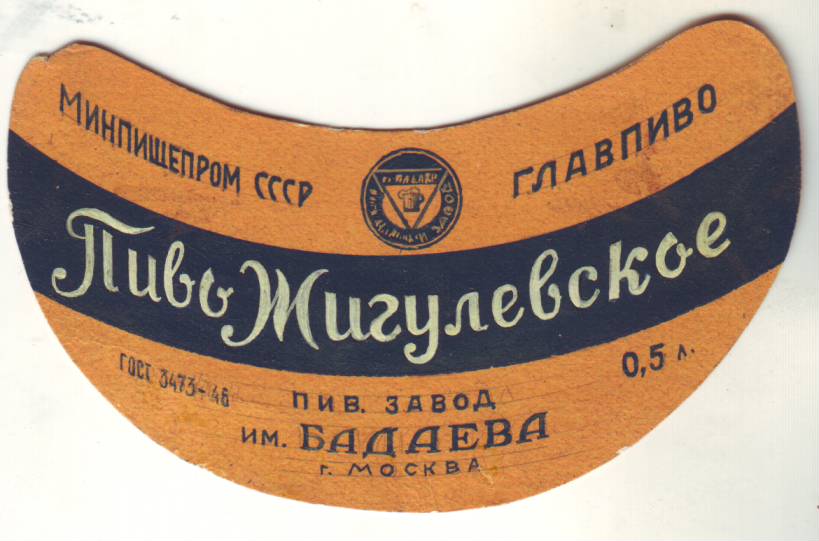 МИНПИЩЕПРОМ СССР
ГЛАВПИВО
Пиво Жигулевское
ГОСТ 3473-46
0,5 л.
ПИВ. ЗАВОД
ИМ. БАДАЕВА
г. МОСКВА